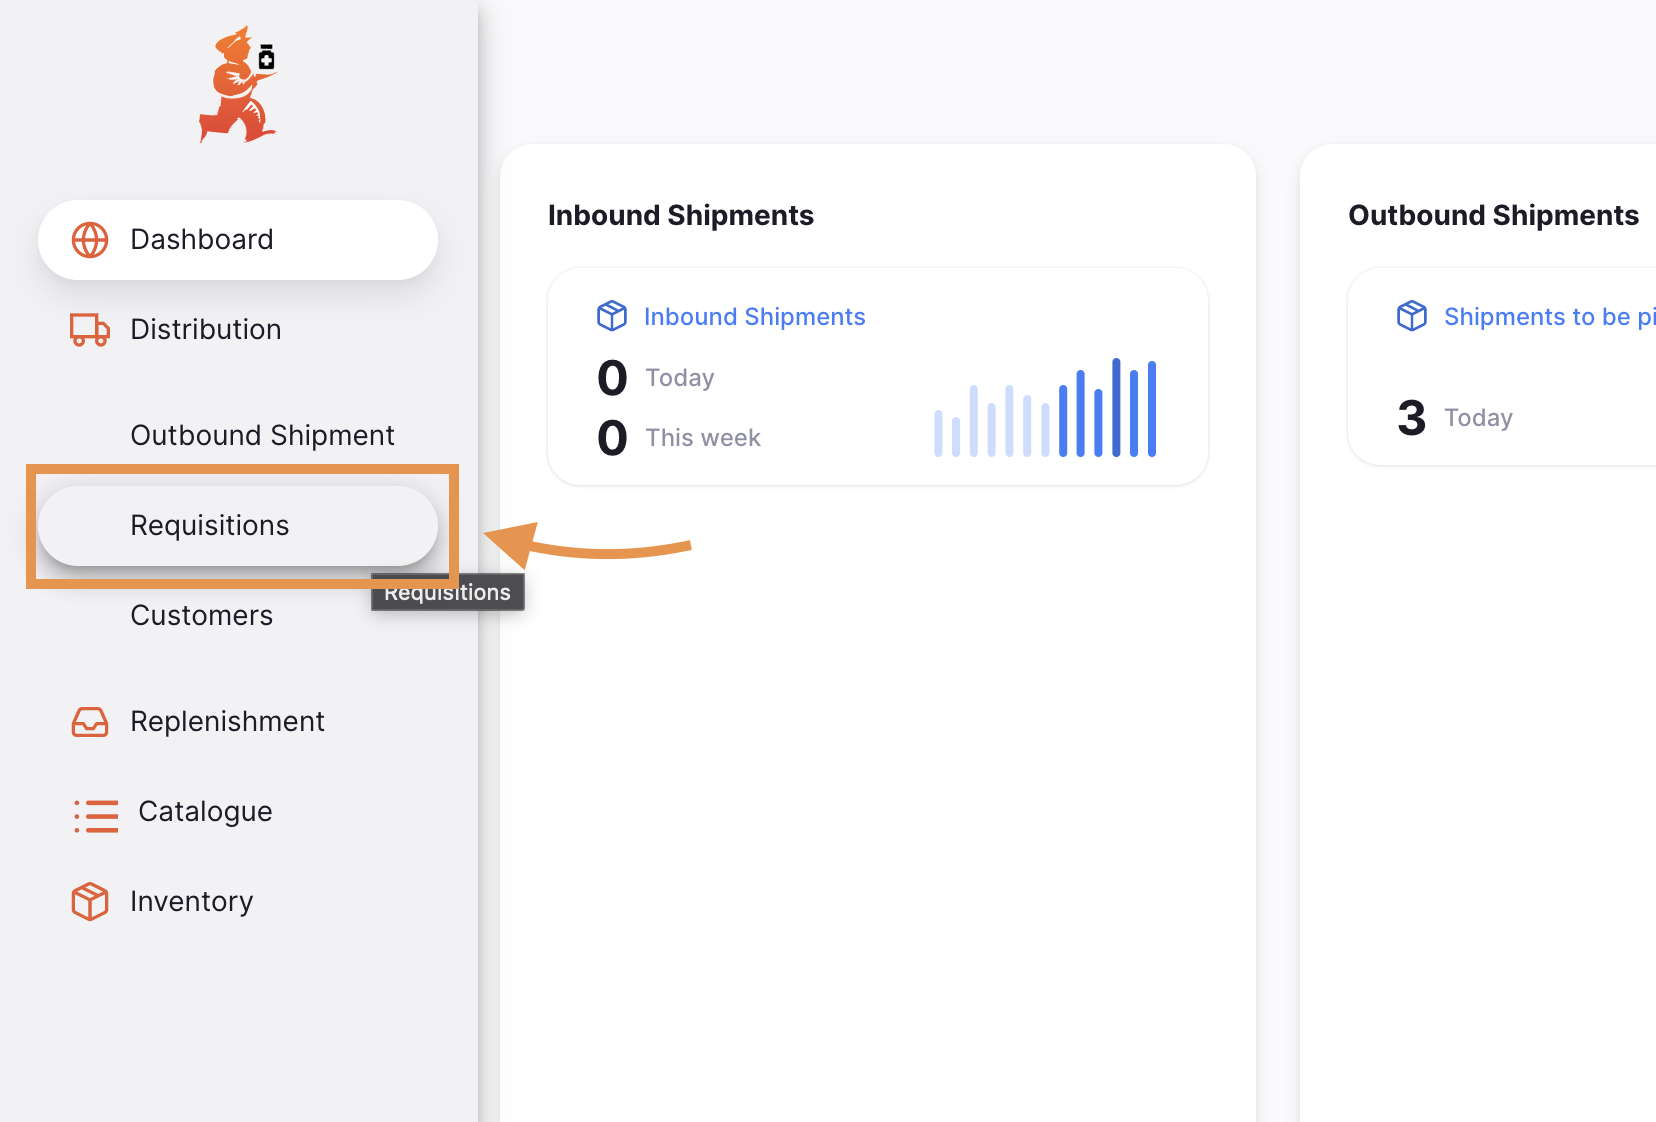 Dashboard
Distribution
Outbound Shipment
Requisitions
Requisitions
Customers
Replenishment
Catalogue
Inventory
Inbound Shipments
Inbound Shipments
0 Today
0 This week
Outbound Shipments
Shipments to be pi
3 Today